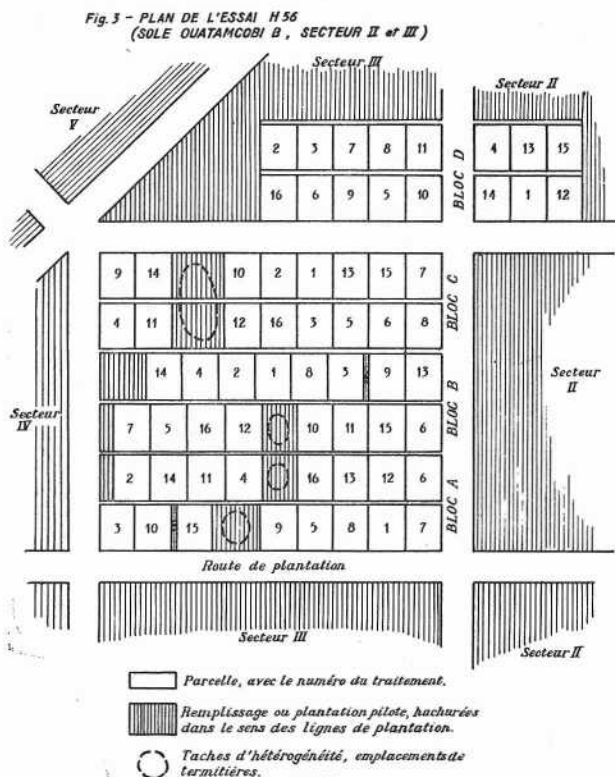 Fig. 3 - PLAN DE L'ESSAI H 56
(SOLE OUATAMCOBI B, SECTEUR II et III)
Secteur III
Secteur II
Secteur V
2 3 7 8 11
4 13 15
BLOC D
16 6 9 5 10
14 1 12
9 14 10 2 1 13 15 7
BLOC C
4 11 12 16 3 5 6 8
14 4 2 1 8 3 9 13
BLOC B
Secteur II
Secteur IV
7 5 16 12 10 11 15 6
2 14 11 4 16 13 12 6
BLOC A
3 10 15 9 5 8 1 7
Route de plantation
Secteur III
Secteur II
Parcelle, avec le numéro du traitement.
Remplissage ou plantation pilote, hachurées
dans le sens des lignes de plantation.
Taches d'hétérogénéité, emplacements de
termitières.